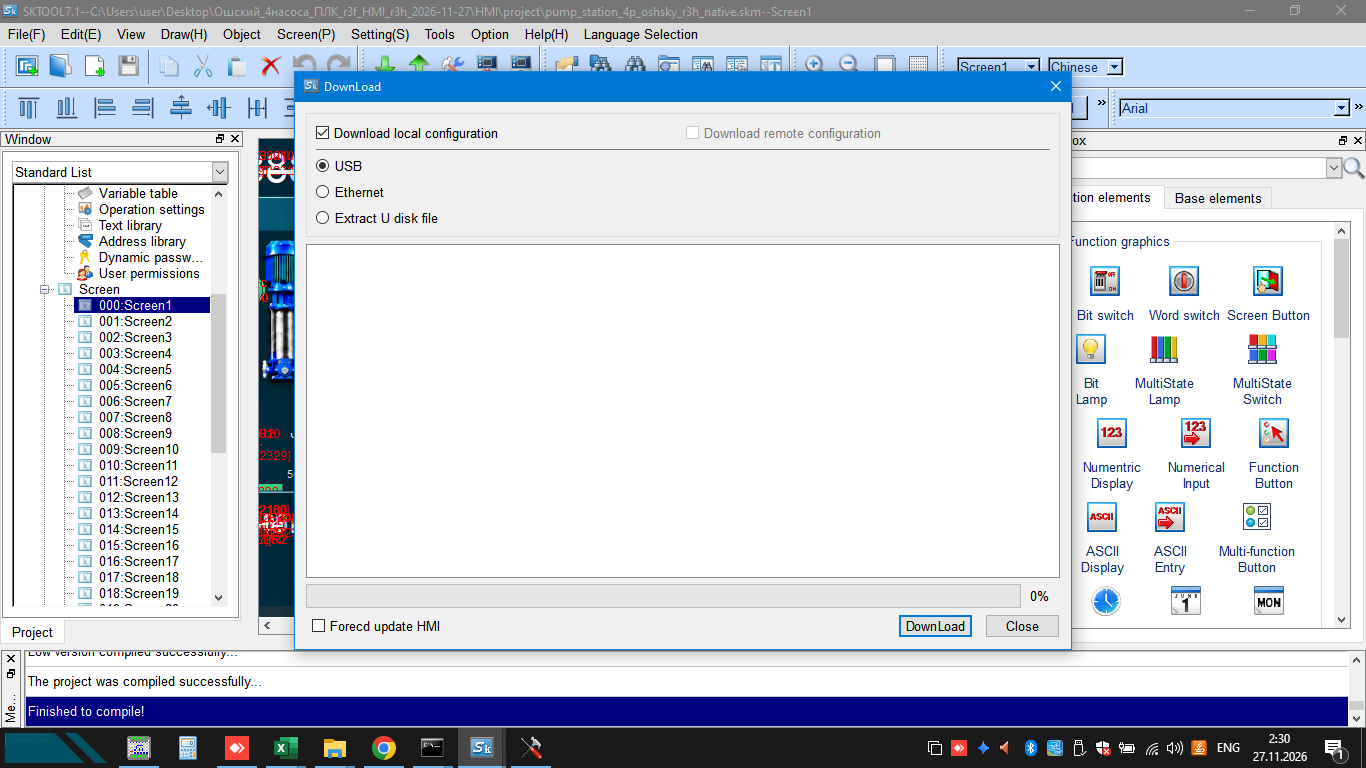 SKTOOL7.1--C:\Users\user\Desktop\Ошский_4насоса_ПЛК_r3f_HMI_r3h_2026-11-27\HMI\project\pump_station_4p_oshsky_r3h_native.skm--Screen1
File(F) Edit(E) View Draw(H) Object Screen(P) Setting(S) Tools Option Help(H) Language Selection
Screen1 Chinese
Arial
Window
Standard List
Variable table
Operation settings
Text library
Address library
Dynamic passw...
User permissions
Screen
000:Screen1
001:Screen2
002:Screen3
003:Screen4
004:Screen5
005:Screen6
006:Screen7
007:Screen8
008:Screen9
009:Screen10
010:Screen11
011:Screen12
012:Screen13
013:Screen14
014:Screen15
015:Screen16
016:Screen17
017:Screen18
018:Screen19
Project
DownLoad
Download local configuration Download remote configuration
USB
Ethernet
Extract U disk file
0%
Forecd update HMI
DownLoad Close
ox
tion elements Base elements
Function graphics
Bit switch Word switch Screen Button
Bit Lamp
MultiState Lamp
MultiState Switch
Numentric Display
Numerical Input
Function Button
ASCII Display
ASCII Entry
Multi-function Button
Low version compiled successfully...
The project was compiled successfully...
Finished to compile!
Me...
ENG
2:30
27.11.2026